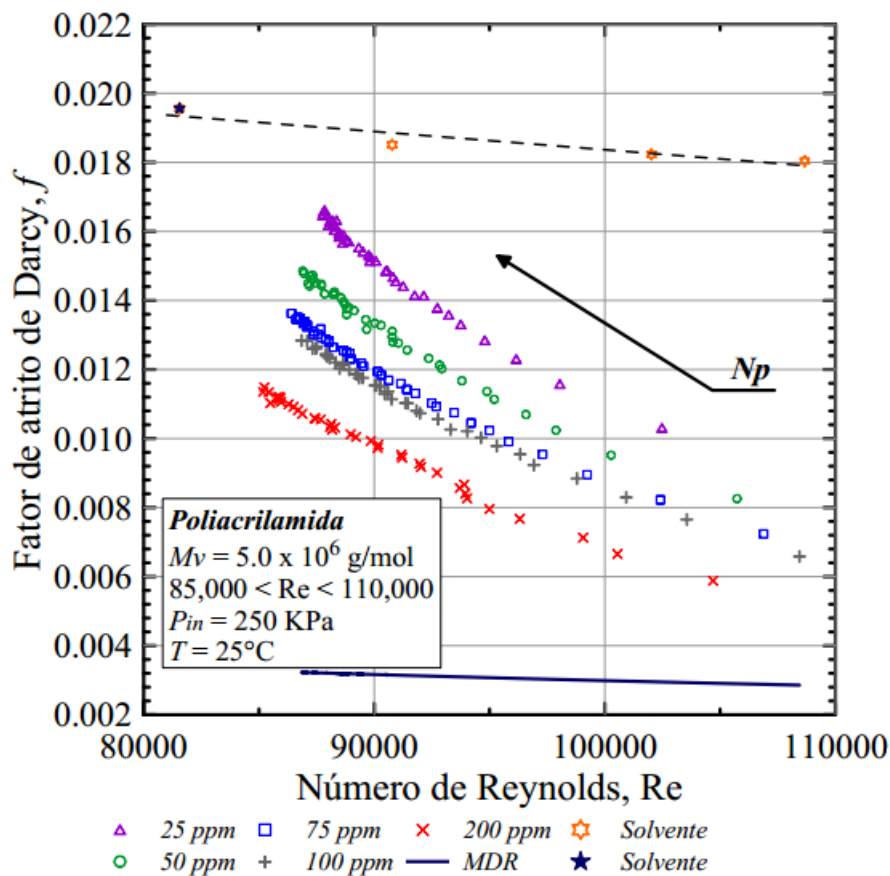 0.022
0.020
0.018
0.016
0.014
0.012
0.010
0.008
0.006
0.004
0.002
Fator de atrito de Darcy, f
Np
Poliacrilamida
Mv = 5.0 x 10⁶ g/mol
85,000 < Re < 110,000
Pin = 250 KPa
T = 25°C
80000 90000 100000 110000
Número de Reynolds, Re
25 ppm 75 ppm 200 ppm Solvente
50 ppm 100 ppm MDR Solvente